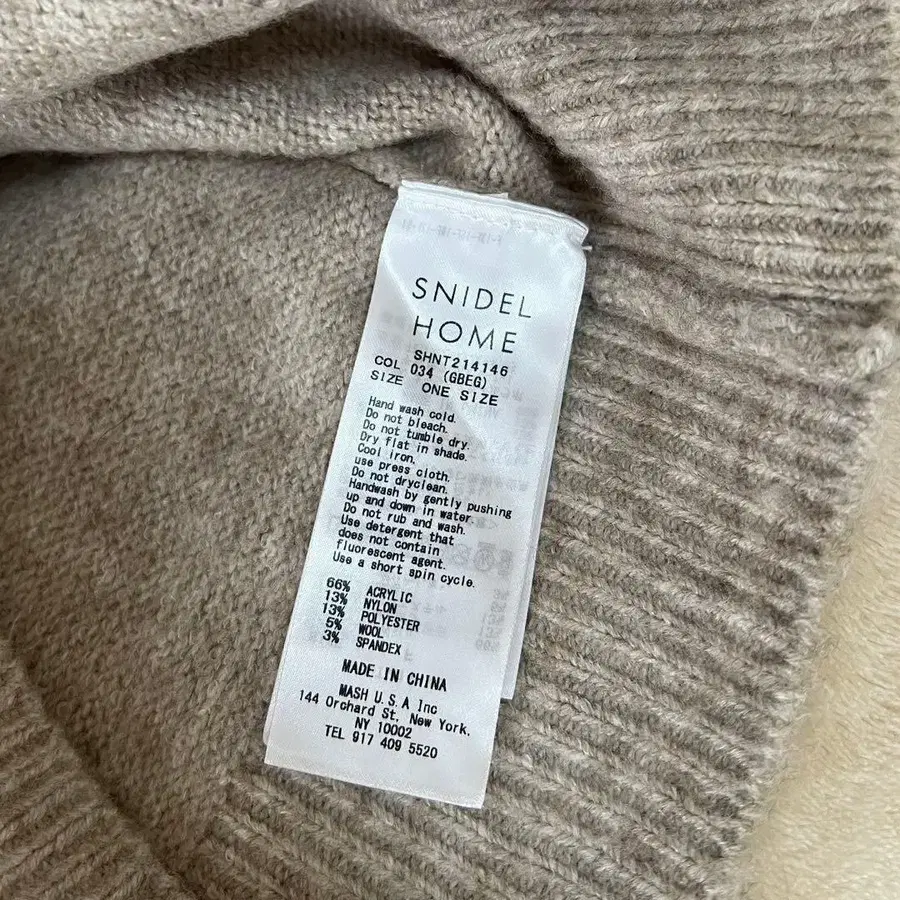 SNIDEL
HOME
SHNT214146
COL 034 (GBEG)
SIZE ONE SIZE
Hand wash cold.
Do not bleach.
Do not tumble dry.
Dry flat in shade.
Cool iron,
use press cloth.
Do not dryclean.
Handwash by gently pushing
up and down in water.
Do not rub and wash.
Use detergent that
does not contain
fluorescent agent.
Use a short spin cycle.
66% ACRYLIC
13% NYLON
13% POLYESTER
5% WOOL
3% SPANDEX
MADE IN CHINA
MASH U.S.A Inc
144 Orchard St, New York.
NY 10002
TEL 917 409 5520